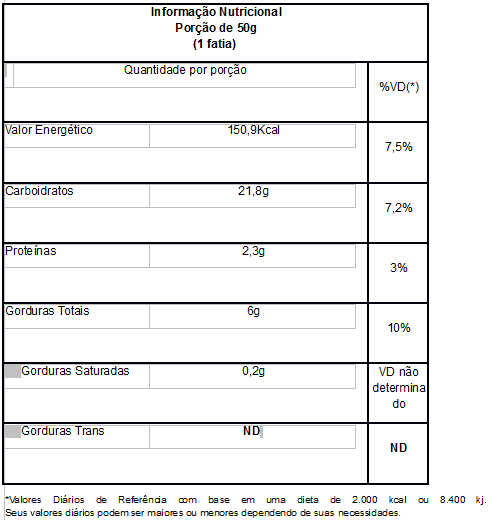 Informação Nutricional
Porção de 50g
(1 fatia)
Quantidade por porção
%VD(*)
Valor Energético 150,9Kcal 7,5%
Carboidratos 21,8g 7,2%
Proteínas 2,3g 3%
Gorduras Totais 6g 10%
Gorduras Saturadas 0,2g VD não
determina
do
Gorduras Trans ND ND
*Valores Diários de Referência com base em uma dieta de 2.000 kcal ou 8.400 kj.
Seus valores diários podem ser maiores ou menores dependendo de suas necessidades.